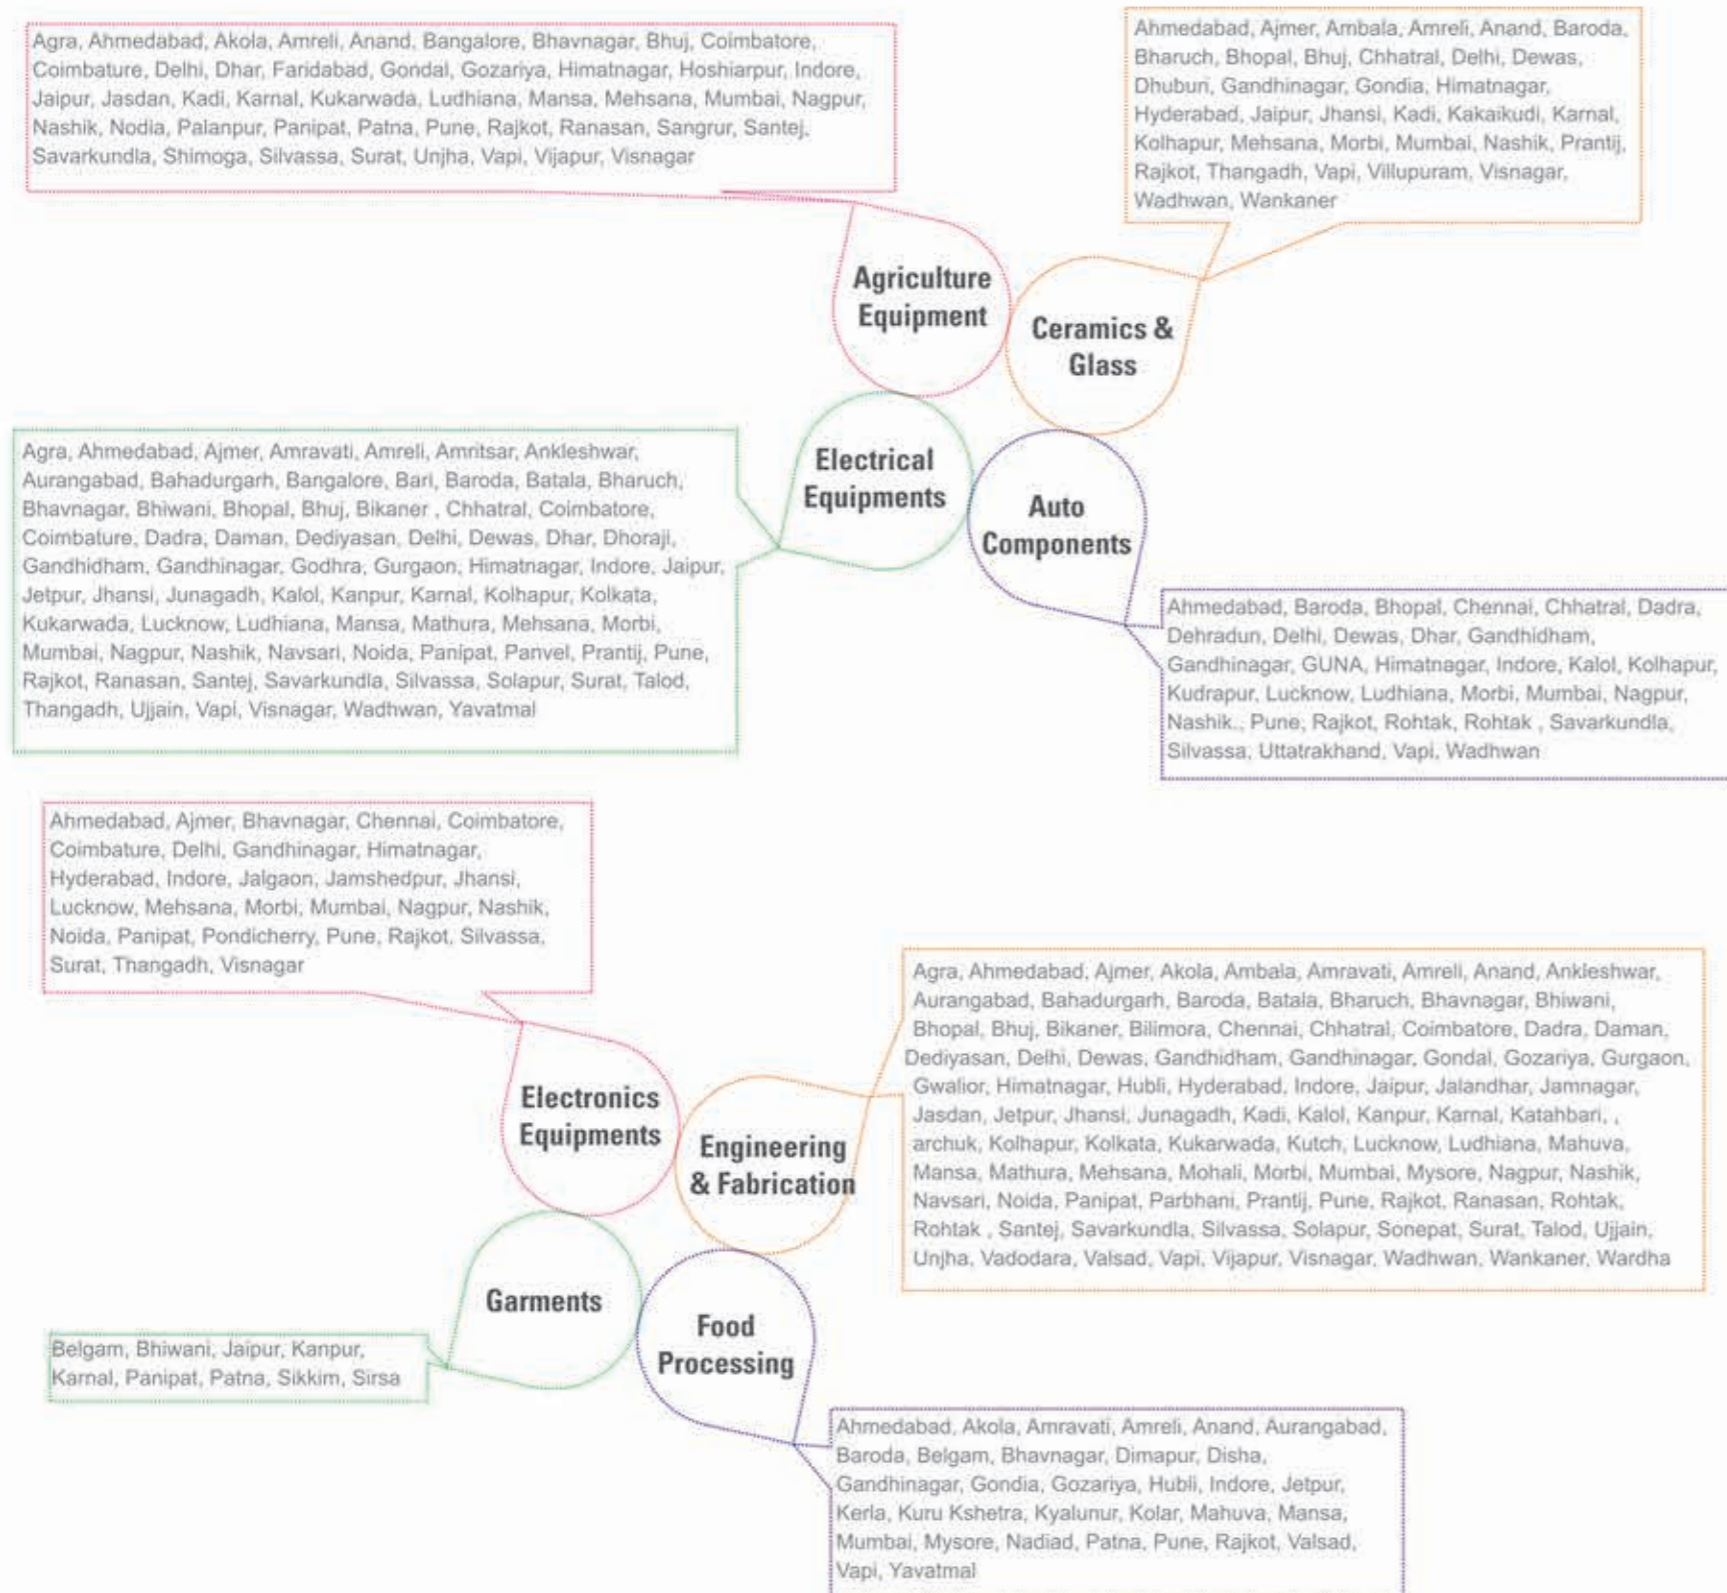 Agra, Ahmedabad, Akola, Amreli, Anand, Bangalore, Bhavnagar, Bhuj, Coimbatore,
Coimbature, Delhi, Dhar, Faridabad, Gondal, Gozariya, Himatnagar, Hoshiarpur, Indore,
Jaipur, Jasdan, Kadi, Karnal, Kukarwada, Ludhiana, Mansa, Mehsana, Mumbai, Nagpur,
Nashik, Nodia, Palanpur, Panipat, Patna, Pune, Rajkot, Ranasan, Sangrur, Santej,
Savarkundla, Shimoga, Silvassa, Surat, Unjha, Vapi, Vijapur, Visnagar
Ahmedabad, Ajmer, Ambala, Amreli, Anand, Baroda,
Bharuch, Bhopal, Bhuj, Chhatral, Delhi, Dewas,
Dhuburi, Gandhinagar, Gondia, Himatnagar,
Hyderabad, Jaipur, Jhansi, Kadi, Kakaikudi, Karnal,
Kolhapur, Mehsana, Morbi, Mumbai, Nashik, Prantij,
Rajkot, Thangadh, Vapi, Villupuram, Visnagar,
Wadhwan, Wankaner
Agriculture
Equipment
Ceramics &
Glass
Agra, Ahmedabad, Ajmer, Amravati, Amreli, Amritsar, Ankleshwar,
Aurangabad, Bahadurgarh, Bangalore, Bari, Baroda, Batala, Bharuch,
Bhavnagar, Bhiwani, Bhopal, Bhuj, Bikaner , Chhatral, Coimbatore,
Coimbature, Dadra, Daman, Dediyasan, Delhi, Dewas, Dhar, Dhoraji,
Gandhidham, Gandhinagar, Godhra, Gurgaon, Himatnagar, Indore, Jaipur,
Jetpur, Jhansi, Junagadh, Kalol, Kanpur, Karnal, Kolhapur, Kolkata,
Kukarwada, Lucknow, Ludhiana, Mansa, Mathura, Mehsana, Morbi,
Mumbai, Nagpur, Nashik, Navsari, Noida, Panipat, Panvel, Prantij, Pune,
Rajkot, Ranasan, Santej, Savarkundla, Silvassa, Solapur, Surat, Talod,
Thangadh, Ujjain, Vapi, Visnagar, Wadhwan, Yavatmal
Electrical
Equipments
Auto
Components
Ahmedabad, Baroda, Bhopal, Chennai, Chhatral, Dadra,
Dehradun, Delhi, Dewas, Dhar, Gandhidham,
Gandhinagar, GUNA, Himatnagar, Indore, Kalol, Kolhapur,
Kudrapur, Lucknow, Ludhiana, Morbi, Mumbai, Nagpur,
Nashik., Pune, Rajkot, Rohtak, Rohtak , Savarkundla,
Silvassa, Uttatrakhand, Vapi, Wadhwan
Ahmedabad, Ajmer, Bhavnagar, Chennai, Coimbatore,
Coimbature, Delhi, Gandhinagar, Himatnagar,
Hyderabad, Indore, Jalgaon, Jamshedpur, Jhansi,
Lucknow, Mehsana, Morbi, Mumbai, Nagpur, Nashik,
Noida, Panipat, Pondicherry, Pune, Rajkot, Silvassa,
Surat, Thangadh, Visnagar
Electronics
Equipments
Engineering
& Fabrication
Agra, Ahmedabad, Ajmer, Akola, Ambala, Amravati, Amreli, Anand, Ankleshwar,
Aurangabad, Bahadurgarh, Baroda, Batala, Bharuch, Bhavnagar, Bhiwani,
Bhopal, Bhuj, Bikaner, Bilimora, Chennai, Chhatral, Coimbatore, Dadra, Daman,
Dediyasan, Delhi, Dewas, Gandhidham, Gandhinagar, Gondal, Gozariya, Gurgaon,
Gwalior, Himatnagar, Hubli, Hyderabad, Indore, Jaipur, Jalandhar, Jamnagar,
Jasdan, Jetpur, Jhansi, Junagadh, Kadi, Kalol, Kanpur, Karnal, Katahbari, ,
archuk, Kolhapur, Kolkata, Kukarwada, Kutch, Lucknow, Ludhiana, Mahuva,
Mansa, Mathura, Mehsana, Mohali, Morbi, Mumbai, Mysore, Nagpur, Nashik,
Navsari, Noida, Panipat, Parbhani, Prantij, Pune, Rajkot, Ranasan, Rohtak,
Rohtak , Santej, Savarkundla, Silvassa, Solapur, Sonepat, Surat, Talod, Ujjain,
Unjha, Vadodara, Valsad, Vapi, Vijapur, Visnagar, Wadhwan, Wankaner, Wardha
Garments
Food
Processing
Belgam, Bhiwani, Jaipur, Kanpur,
Karnal, Panipat, Patna, Sikkim, Sirsa
Ahmedabad, Akola, Amravati, Amreli, Anand, Aurangabad,
Baroda, Belgam, Bhavnagar, Dimapur, Disha,
Gandhinagar, Gondia, Gozariya, Hubli, Indore, Jetpur,
Kerla, Kuru Kshetra, Kyalunur, Kolar, Mahuva, Mansa,
Mumbai, Mysore, Nadiad, Patna, Pune, Rajkot, Valsad,
Vapi, Yavatmal